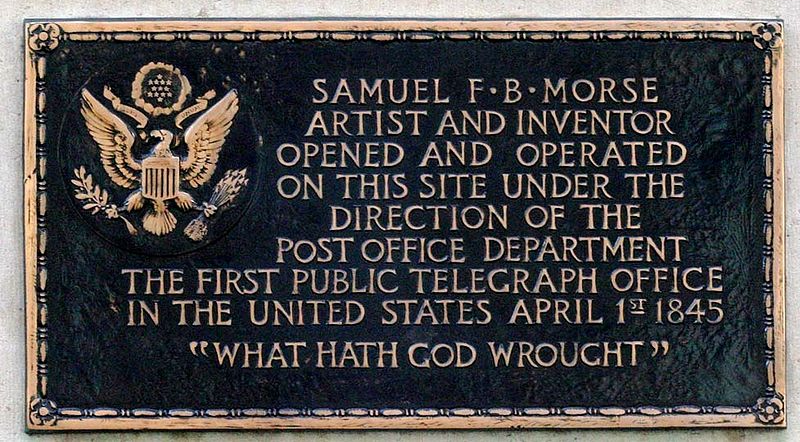 SAMUEL F·B·MORSE
ARTIST AND INVENTOR
OPENED AND OPERATED
ON THIS SITE UNDER THE
DIRECTION OF THE
POST OFFICE DEPARTMENT
THE FIRST PUBLIC TELEGRAPH OFFICE
IN THE UNITED STATES APRIL 1ST 1845
"WHAT HATH GOD WROUGHT"